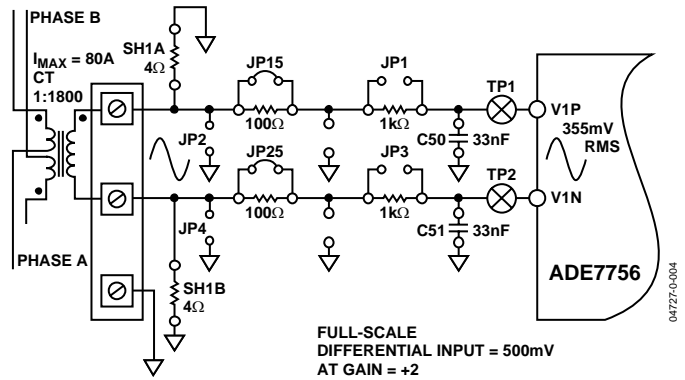 PHASE B
I_MAX = 80A
CT
1:1800
SH1A
4Ω
JP15
JP1
TP1
100Ω
1kΩ
V1P
C50
33nF
355mV
RMS
JP2
JP25
JP3
TP2
100Ω
1kΩ
V1N
C51
33nF
JP4
PHASE A
SH1B
4Ω
ADE7756
FULL-SCALE
DIFFERENTIAL INPUT = 500mV
AT GAIN = +2
04727-0-004